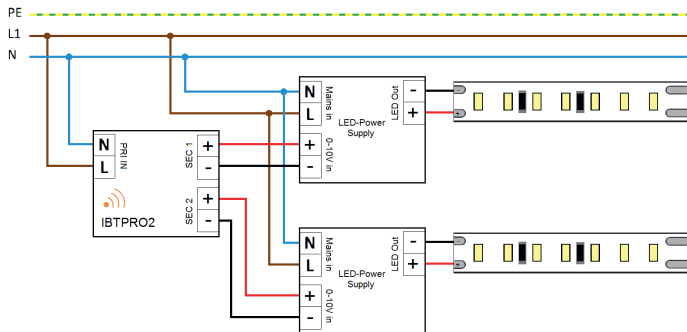 PE
L1
N
N
L
PRI IN
IBTPRO2
SEC 1
+
-
SEC 2
+
-
N
L
Mains in
+
-
0-10V in
LED-Power
Supply
LED Out
-
+
-
+
N
L
Mains in
+
-
0-10V in
LED-Power
Supply
LED Out
-
+
-
+